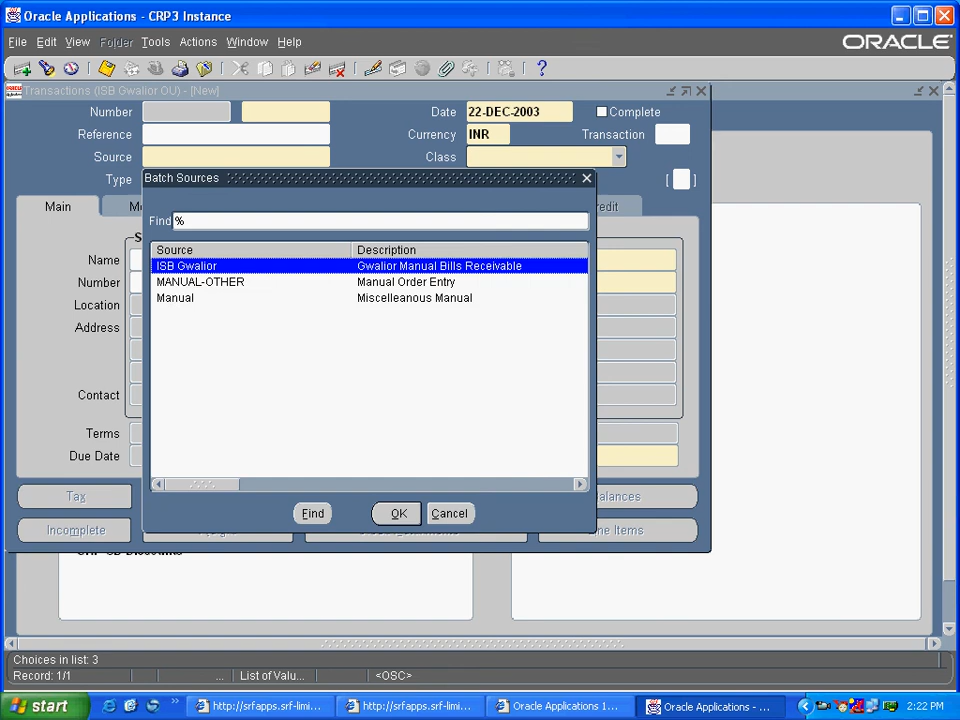 Oracle Applications - CRP3 Instance
File Edit View Folder Tools Actions Window Help
ORACLE
Transactions (ISB Gwalior OU) - [New]
Number
Date 22-DEC-2003 Complete
Reference
Currency INR Transaction
Source
Class
Type
[ ]
Batch Sources
Main
Find %
Source Description
ISB Gwalior Gwalior Manual Bills Receivable
MANUAL-OTHER Manual Order Entry
Manual Miscelleanous Manual
Name
Number
Location
Address
Contact
Terms
Due Date
Find OK Cancel
Tax
Incomplete
Line Items
Choices in list: 3
Record: 1/1 ... List of Valu... <OSC>
start http://srfapps.srf-limi... http://srfapps.srf-limi... Oracle Applications 1... Oracle Applications - ... 2:22 PM